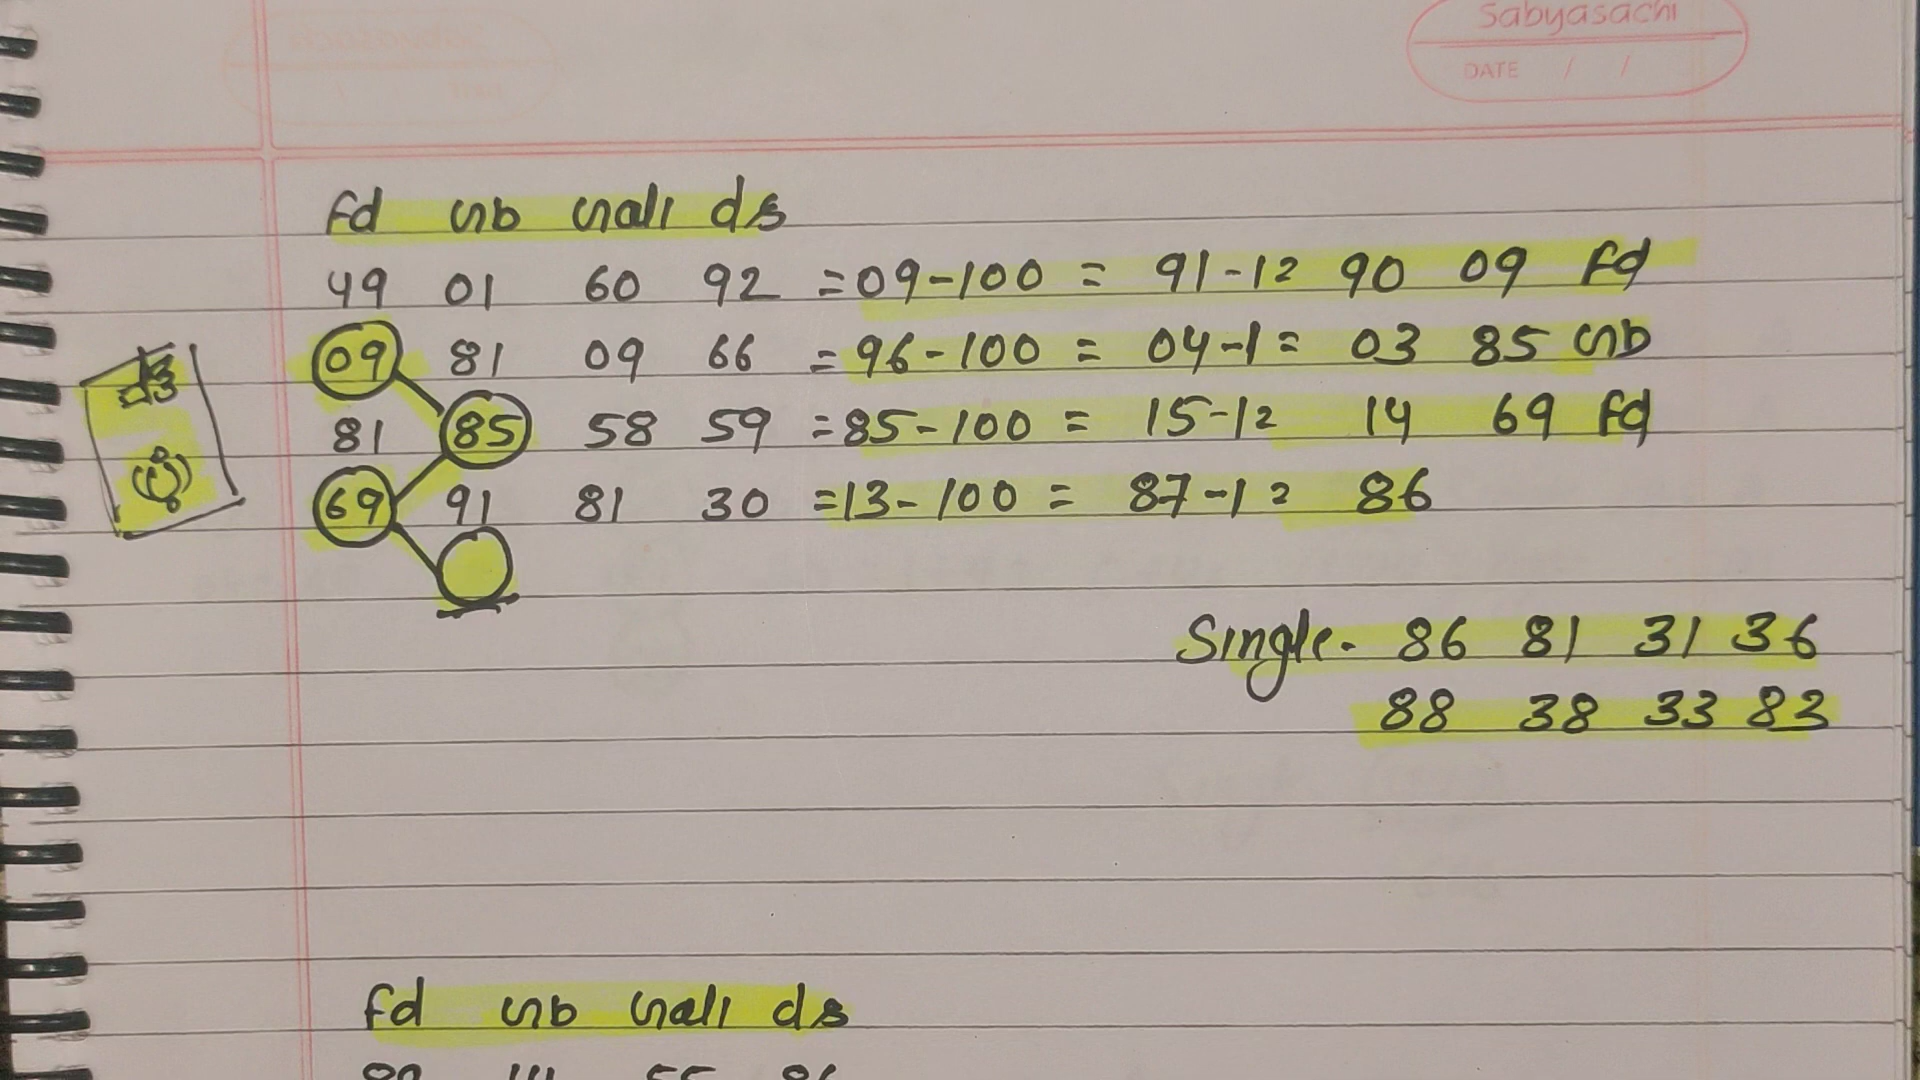 Sabyasachi
DATE / /
fd gb gali ds
49 01 60 92 = 09-100 = 91-1= 90 09 fd
09 81 09 66 = 96-100 = 04-1= 03 85 gb
81 85 58 59 = 85-100 = 15-1= 14 69 fd
69 91 81 30 = 13-100 = 87-1= 86
Single. 86 81 31 36
88 38 33 83
fd gb gali ds